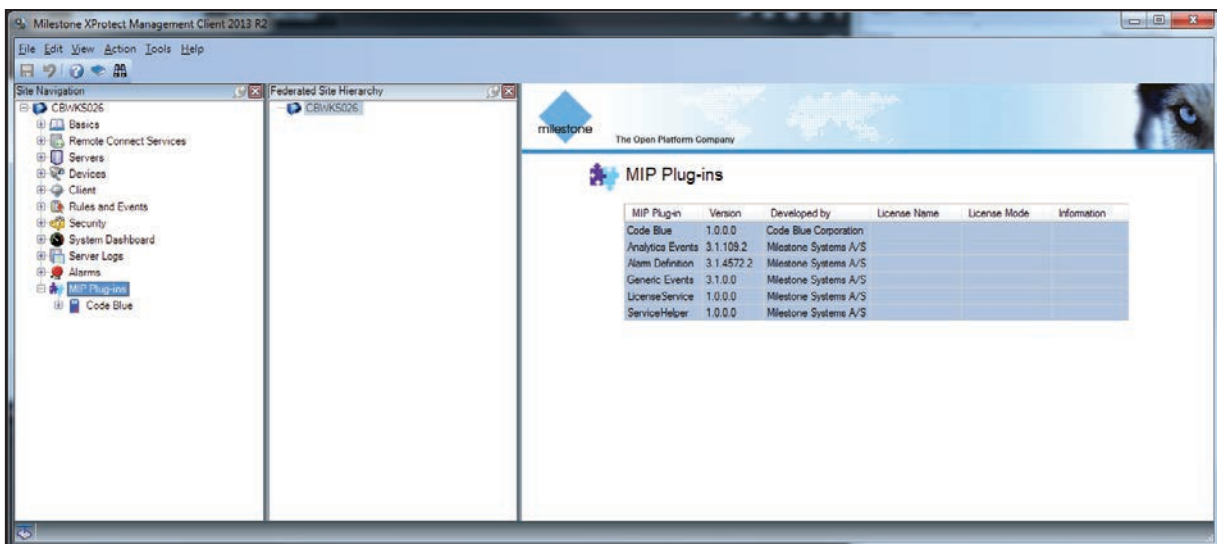 Milestone XProtect Management Client 2013 R2
File Edit View Action Tools Help
Site Navigation
CBWKS026
Basics
Remote Connect Services
Servers
Devices
Client
Rules and Events
Security
System Dashboard
Server Logs
Alarms
MIP Plug-ins
Code Blue
Federated Site Hierarchy
CBWKS026
milestone
The Open Platform Company
MIP Plug-ins
MIP Plug-in Version Developed by License Name License Mode Information
Code Blue 1.0.0.0 Code Blue Corporation
Analytics Events 3.1.109.2 Milestone Systems A/S
Alarm Definition 3.1.4572.2 Milestone Systems A/S
Generic Events 3.1.0.0 Milestone Systems A/S
LicenseService 1.0.0.0 Milestone Systems A/S
ServiceHelper 1.0.0.0 Milestone Systems A/S